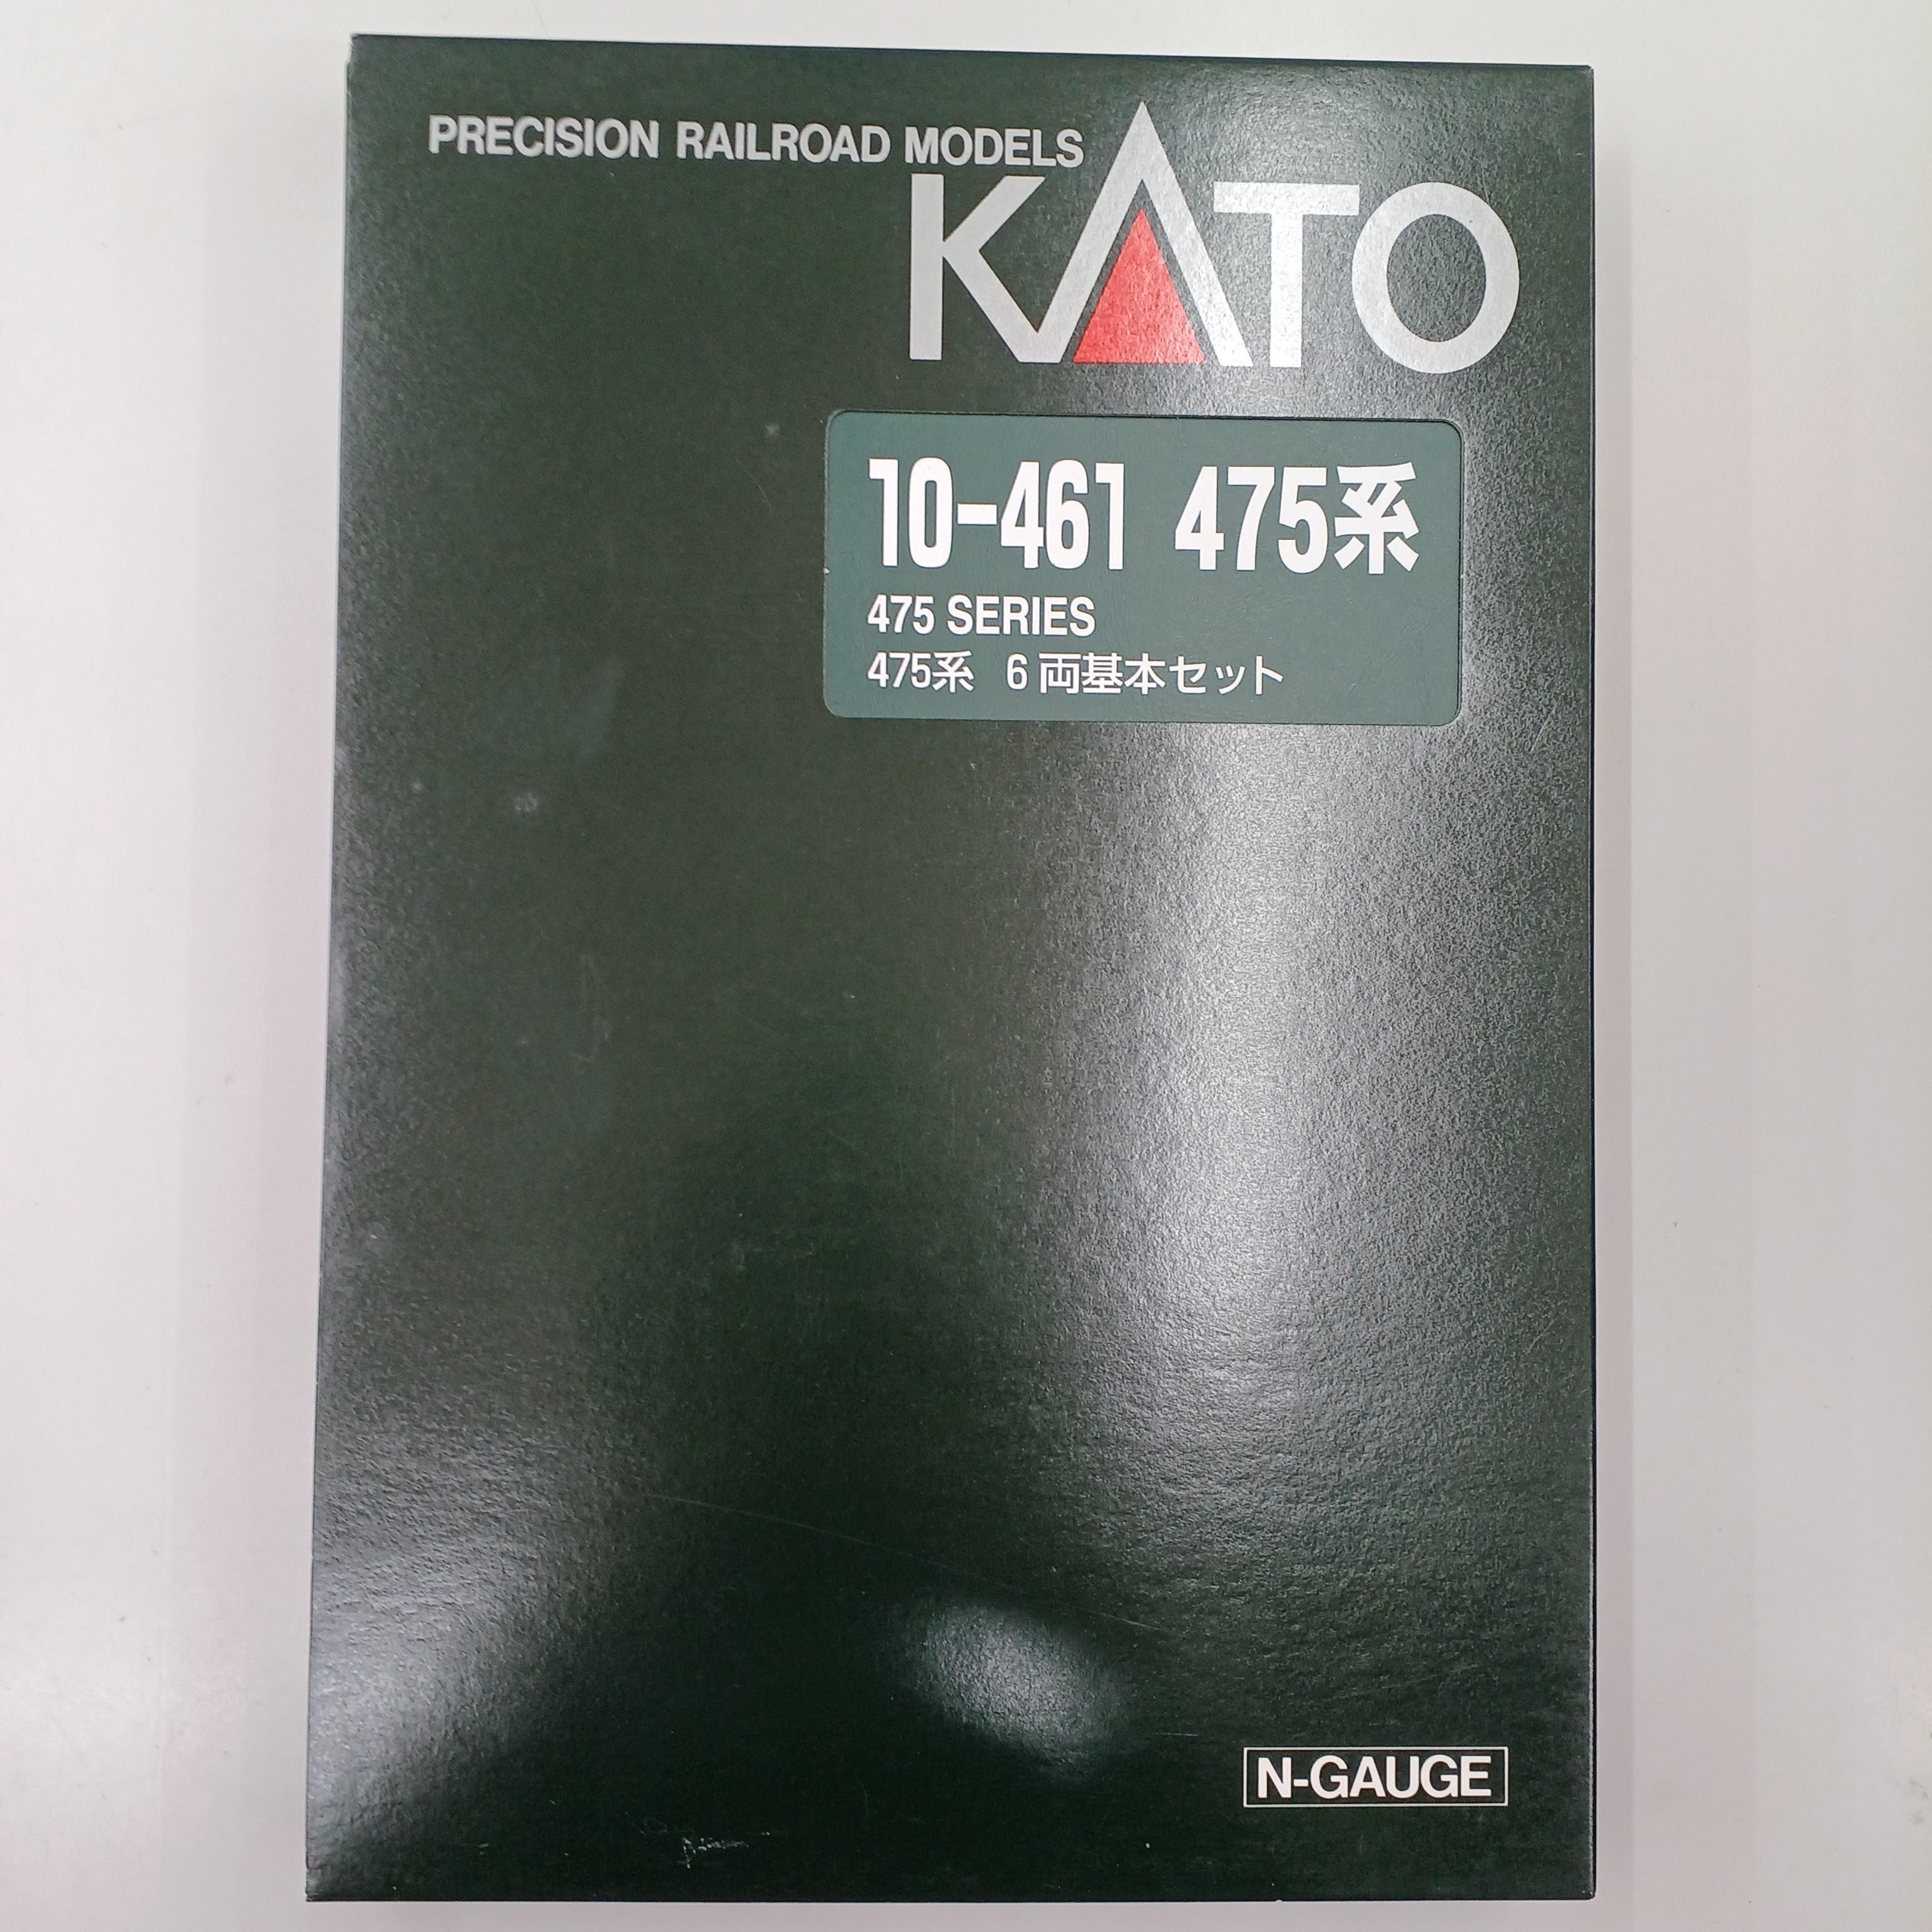 PRECISION RAILROAD MODELS
KATO
10-461 475系
475 SERIES
475系 6両基本セット
N-GAUGE